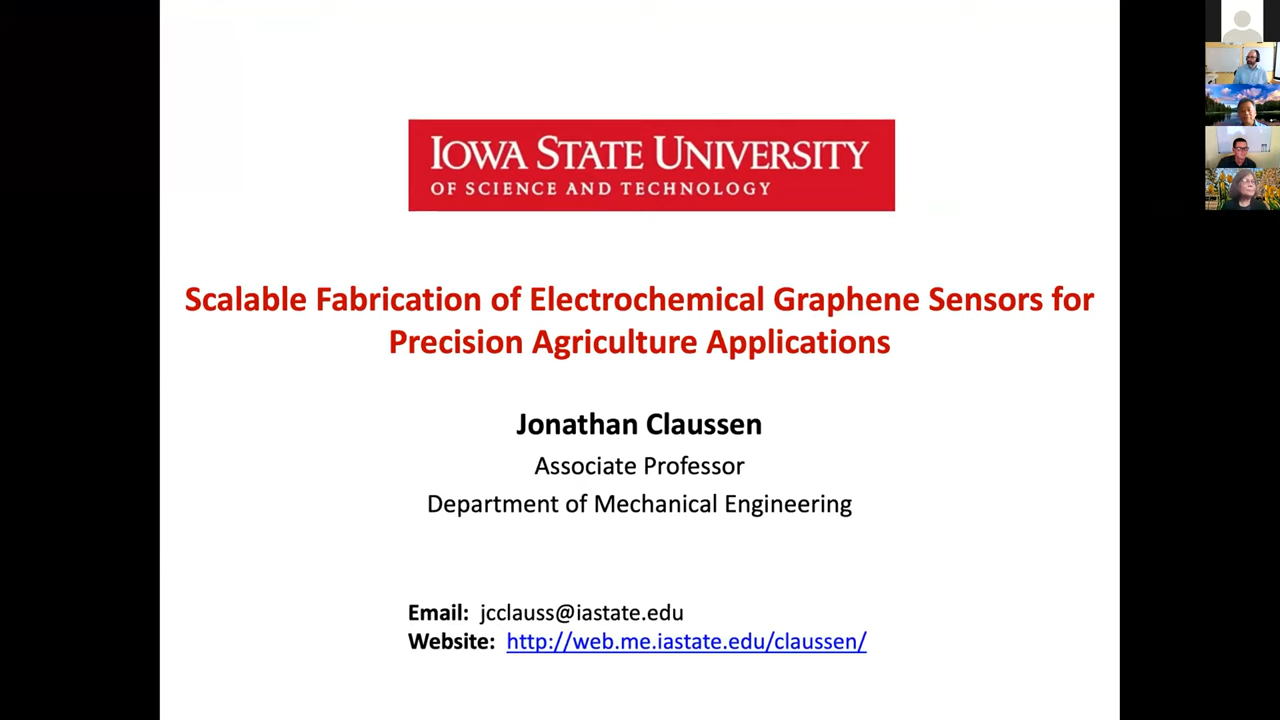 IOWA STATE UNIVERSITY
OF SCIENCE AND TECHNOLOGY
Scalable Fabrication of Electrochemical Graphene Sensors for
Precision Agriculture Applications
Jonathan Claussen
Associate Professor
Department of Mechanical Engineering
Email: jcclauss@iastate.edu
Website: http://web.me.iastate.edu/claussen/